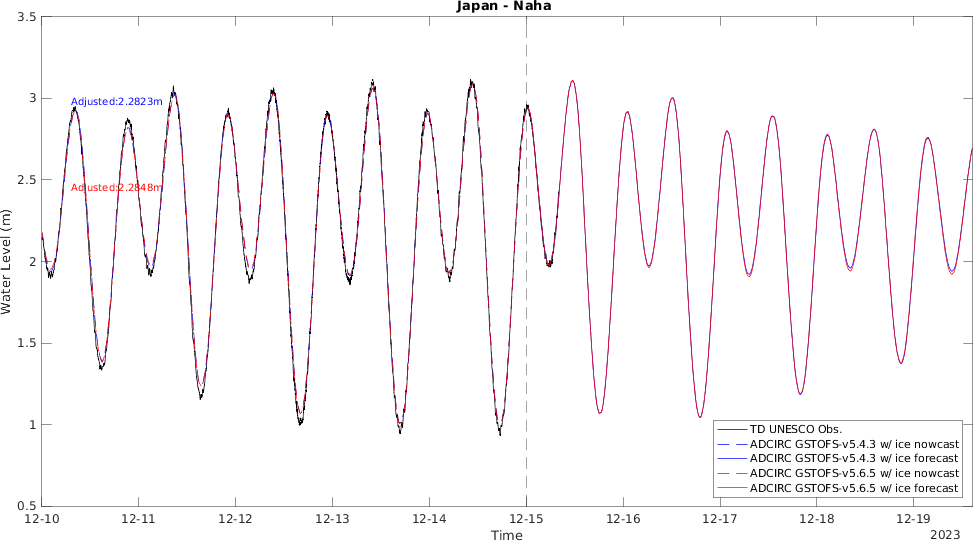 Japan - Naha
3.5
3
2.5
2
1.5
1
0.5
Water Level (m)
Adjusted:2.2823m
Adjusted:2.2848m
TD UNESCO Obs.
ADCIRC GSTOFS-v5.4.3 w/ ice nowcast
ADCIRC GSTOFS-v5.4.3 w/ ice forecast
ADCIRC GSTOFS-v5.6.5 w/ ice nowcast
ADCIRC GSTOFS-v5.6.5 w/ ice forecast
12-10 12-11 12-12 12-13 12-14 12-15 12-16 12-17 12-18 12-19
Time
2023